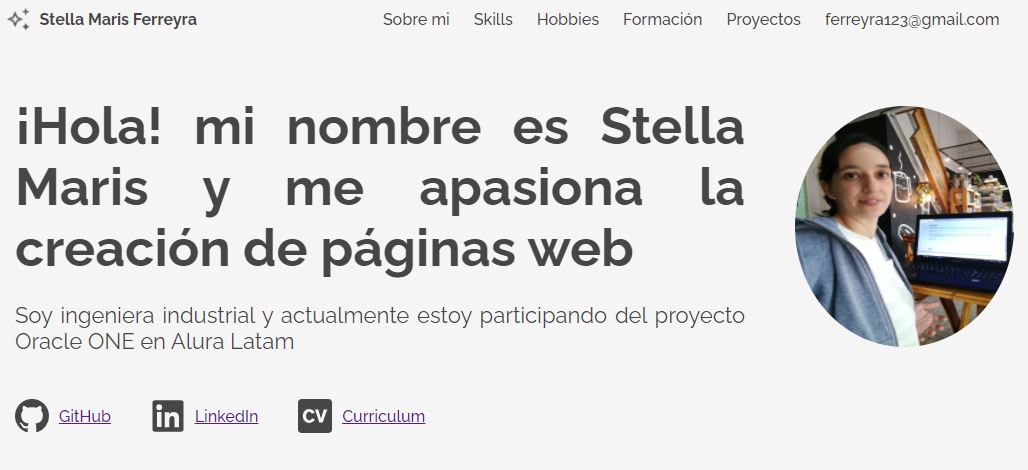 Stella Maris Ferreyra
Sobre mi Skills Hobbies Formación Proyectos ferreyra123@gmail.com
¡Hola! mi nombre es Stella
Maris y me apasiona la
creación de páginas web
Soy ingeniera industrial y actualmente estoy participando del proyecto
Oracle ONE en Alura Latam
GitHub
in LinkedIn
CV Curriculum